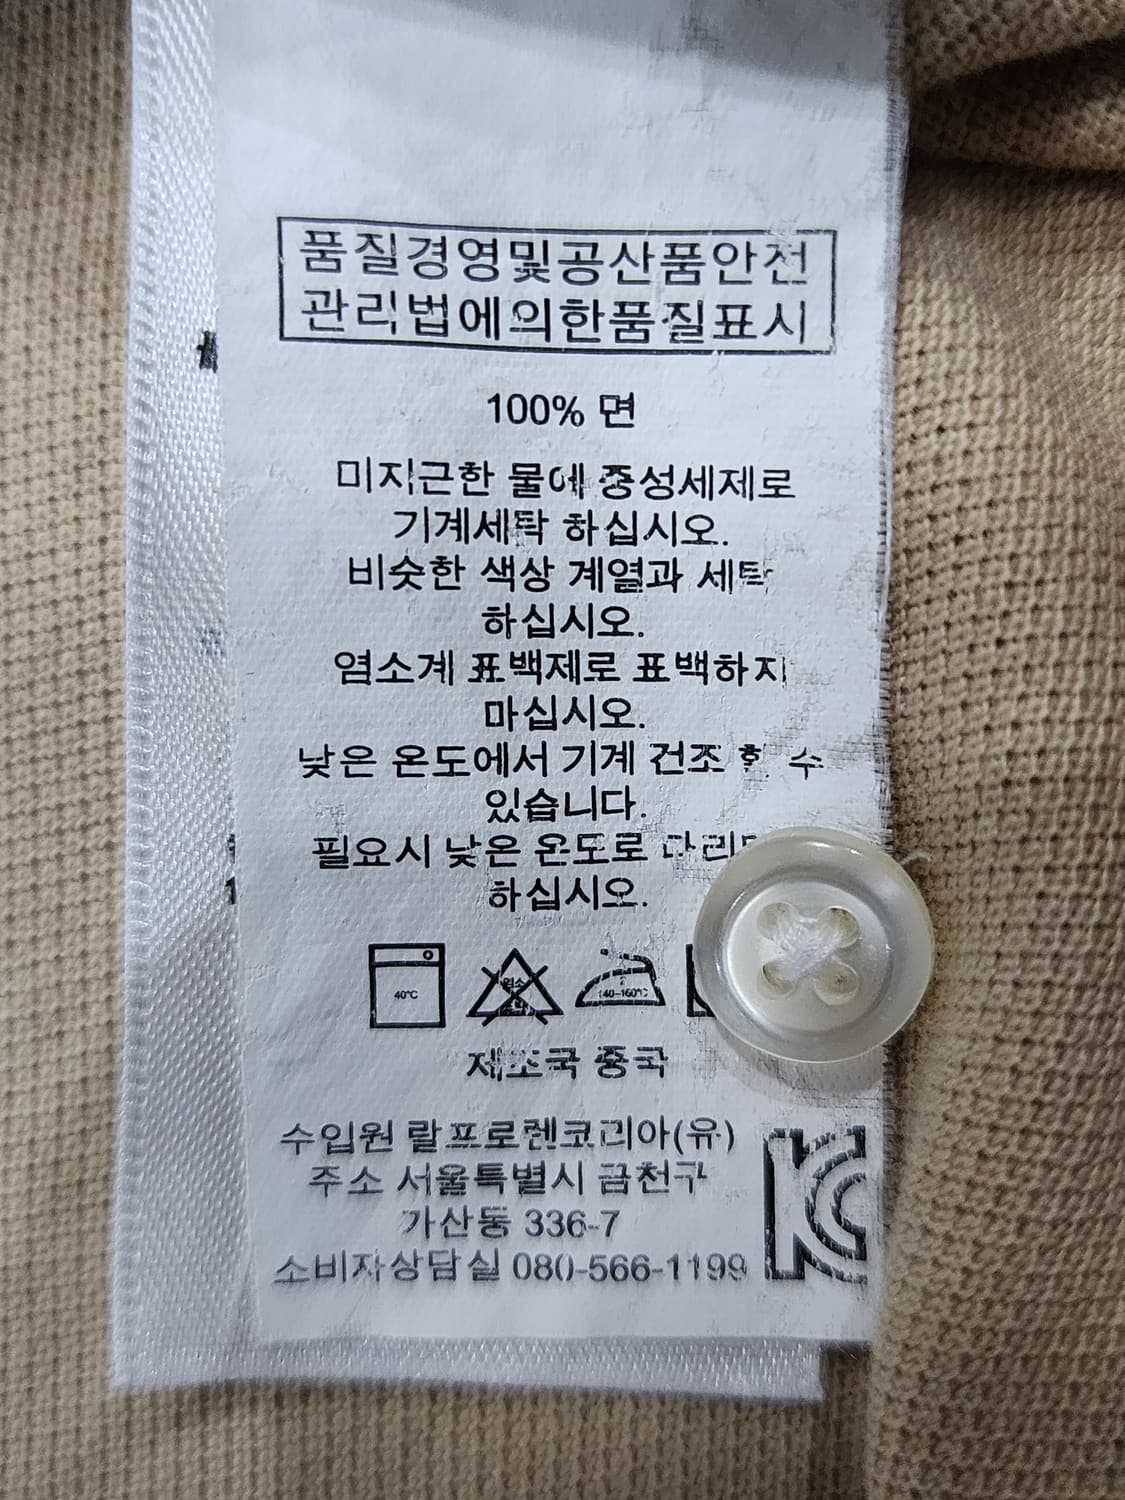 품질경영및공산품안전
관리법에의한품질표시
100% 면
미지근한 물에 중성세제로
기계세탁 하십시오.
비슷한 색상 계열과 세탁
하십시오.
염소계 표백제로 표백하지
마십시오.
낮은 온도에서 기계 건조 할 수
있습니다.
필요시 낮은 온도로
하십시오.
40℃ 염소 표백 140~160℃
제조국 중국
수입원 랄프로렌코리아(유)
주소 서울특별시 금천구
가산동 336-7
소비자상담실 080-566-1199
KC